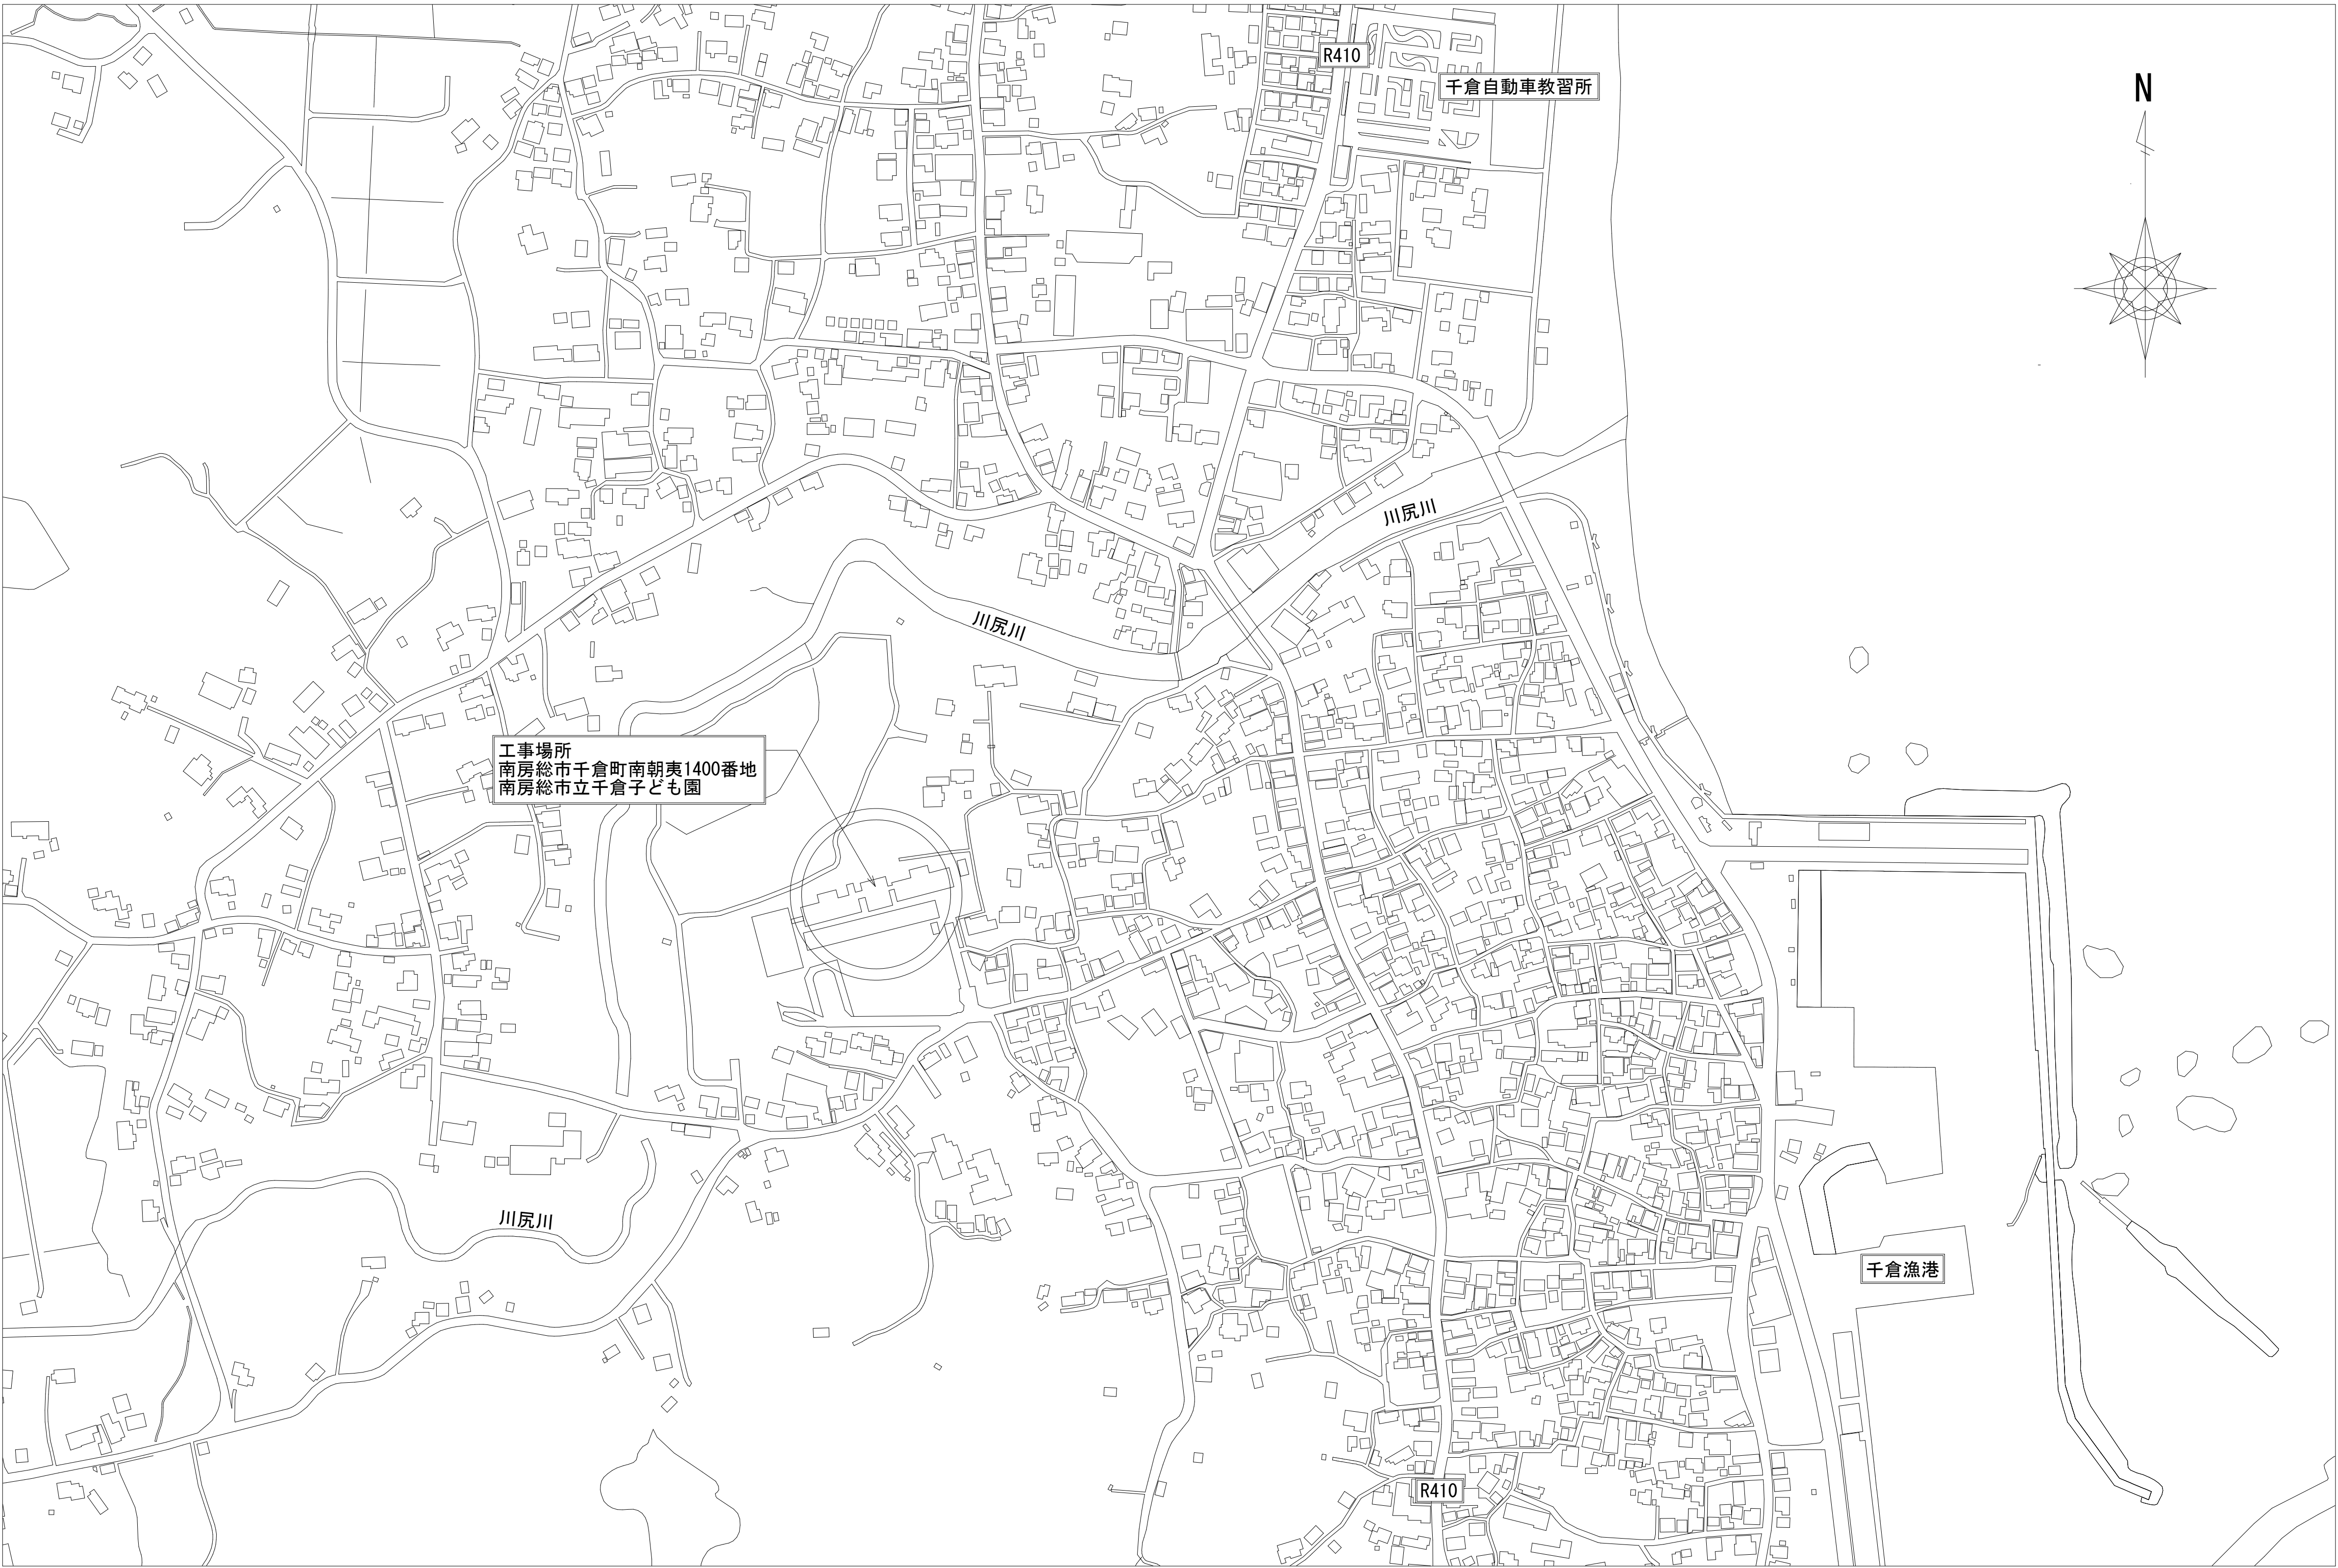 R410
千倉自動車教習所
N
川尻川
川尻川
工事場所
南房総市千倉町南朝夷1400番地
南房総市立千倉子ども園
川尻川
千倉漁港
R410